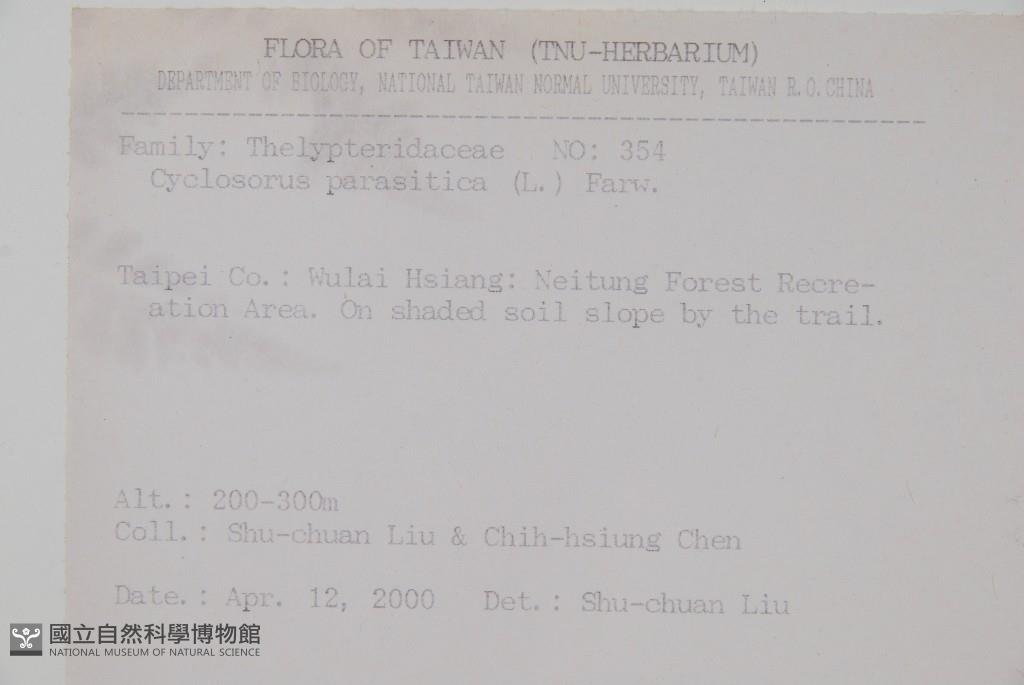 FLORA OF TAIWAN (TNU-HERBARIUM)
DEPARTMENT OF BIOLOGY, NATIONAL TAIWAN NORMAL UNIVERSITY, TAIWAN R.O.CHINA
Family: Thelypteridaceae NO: 354
Cyclosorus parasitica (L.) Farw.
Taipei Co.: Wulai Hsiang: Neitung Forest Recre-
ation Area. On shaded soil slope by the trail.
Alt.: 200-300m
Coll.: Shu-chuan Liu & Chih-hsiung Chen
Date.: Apr. 12, 2000 Det.: Shu-chuan Liu
國立自然科學博物館
NATIONAL MUSEUM OF NATURAL SCIENCE